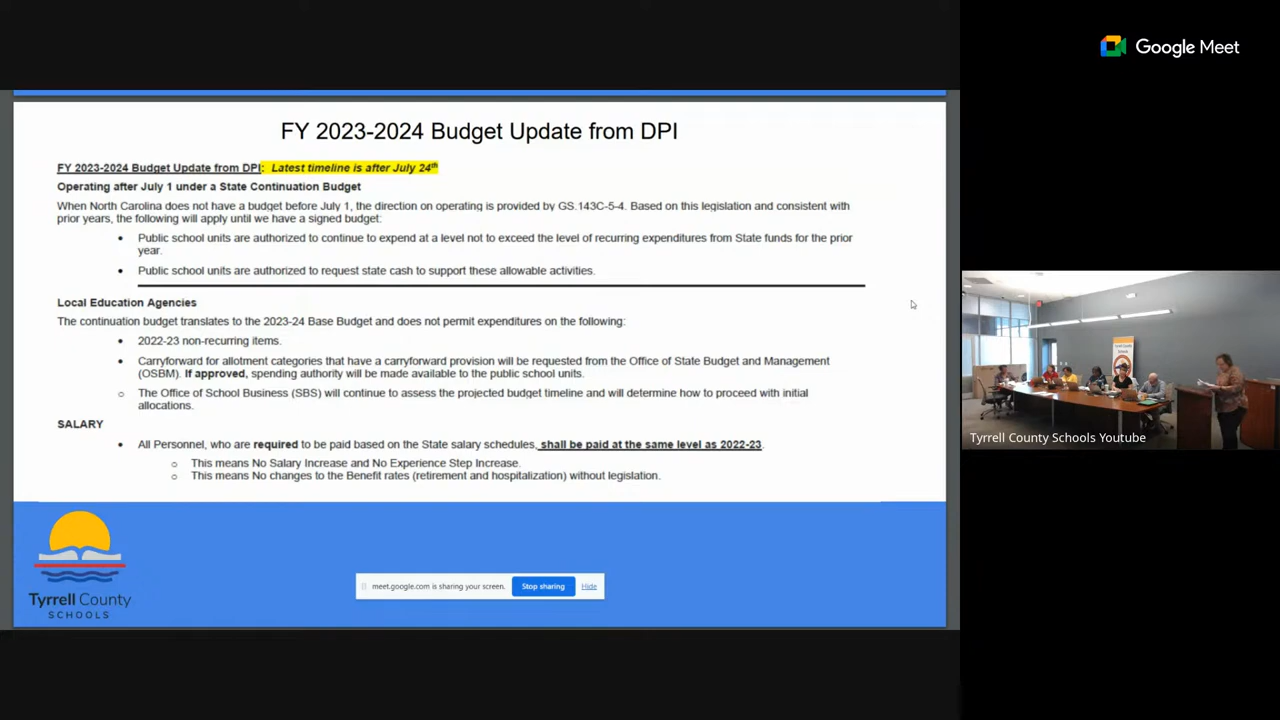 Google Meet
FY 2023-2024 Budget Update from DPI
FY 2023-2024 Budget Update from DPI: Latest timeline is after July 24th
Operating after July 1 under a State Continuation Budget
When North Carolina does not have a budget before July 1, the direction on operating is provided by GS.143C-5-4. Based on this legislation and consistent with
prior years, the following will apply until we have a signed budget:
• Public school units are authorized to continue to expend at a level not to exceed the level of recurring expenditures from State funds for the prior
year.
• Public school units are authorized to request state cash to support these allowable activities.
Local Education Agencies
The continuation budget translates to the 2023-24 Base Budget and does not permit expenditures on the following:
• 2022-23 non-recurring items.
• Carryforward for allotment categories that have a carryforward provision will be requested from the Office of State Budget and Management
(OSBM). If approved, spending authority will be made available to the public school units.
o The Office of School Business (SBS) will continue to assess the projected budget timeline and will determine how to proceed with initial
allocations.
SALARY
• All Personnel, who are required to be paid based on the State salary schedules, shall be paid at the same level as 2022-23.
o This means No Salary Increase and No Experience Step Increase.
o This means No changes to the Benefit rates (retirement and hospitalization) without legislation.
Tyrrell County
SCHOOLS
meet.google.com is sharing your screen.
Stop sharing
Hide
Tyrrell County Schools Youtube